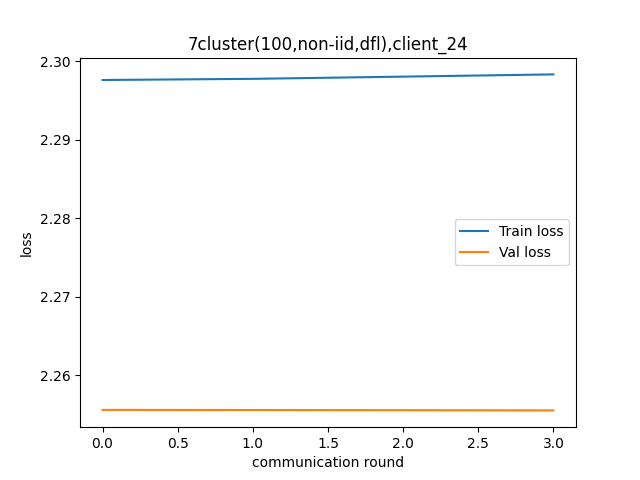 7cluster(100,non-iid,dfl),client_24
2.30
2.29
2.28
2.27
2.26
loss
Train loss
Val loss
0.0 0.5 1.0 1.5 2.0 2.5 3.0
communication round